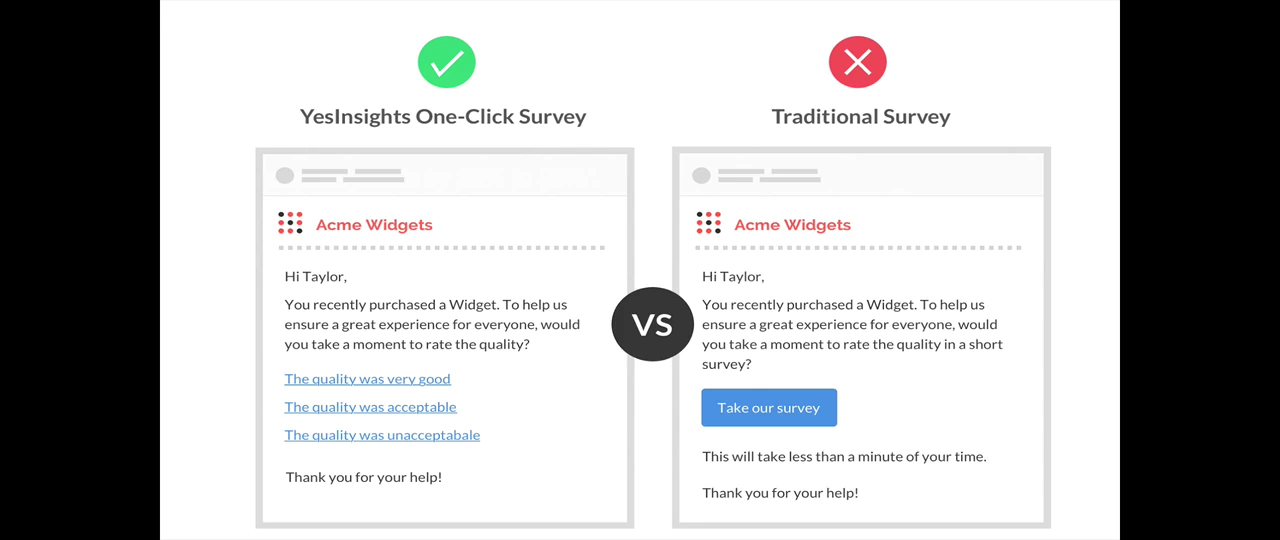 YesInsights One-Click Survey
Acme Widgets
Hi Taylor,
You recently purchased a Widget. To help us
ensure a great experience for everyone, would
you take a moment to rate the quality?
The quality was very good
The quality was acceptable
The quality was unacceptabale
Thank you for your help!
VS
Traditional Survey
Acme Widgets
Hi Taylor,
You recently purchased a Widget. To help us
ensure a great experience for everyone, would
you take a moment to rate the quality in a short
survey?
Take our survey
This will take less than a minute of your time.
Thank you for your help!